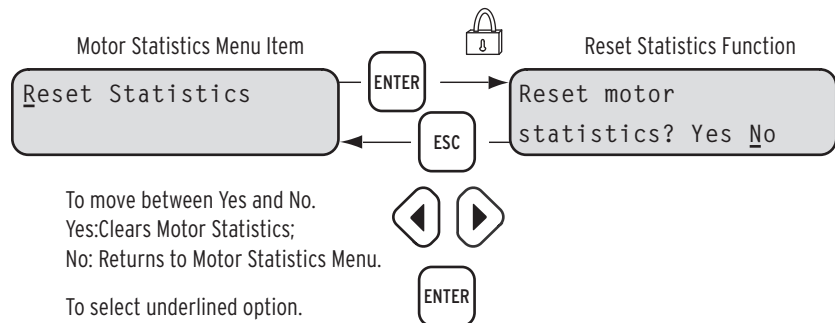 Motor Statistics Menu Item
Reset Statistics Function
Reset Statistics
ENTER
Reset motor
statistics? Yes No
ESC
To move between Yes and No.
Yes:Clears Motor Statistics;
No: Returns to Motor Statistics Menu.
To select underlined option.
ENTER